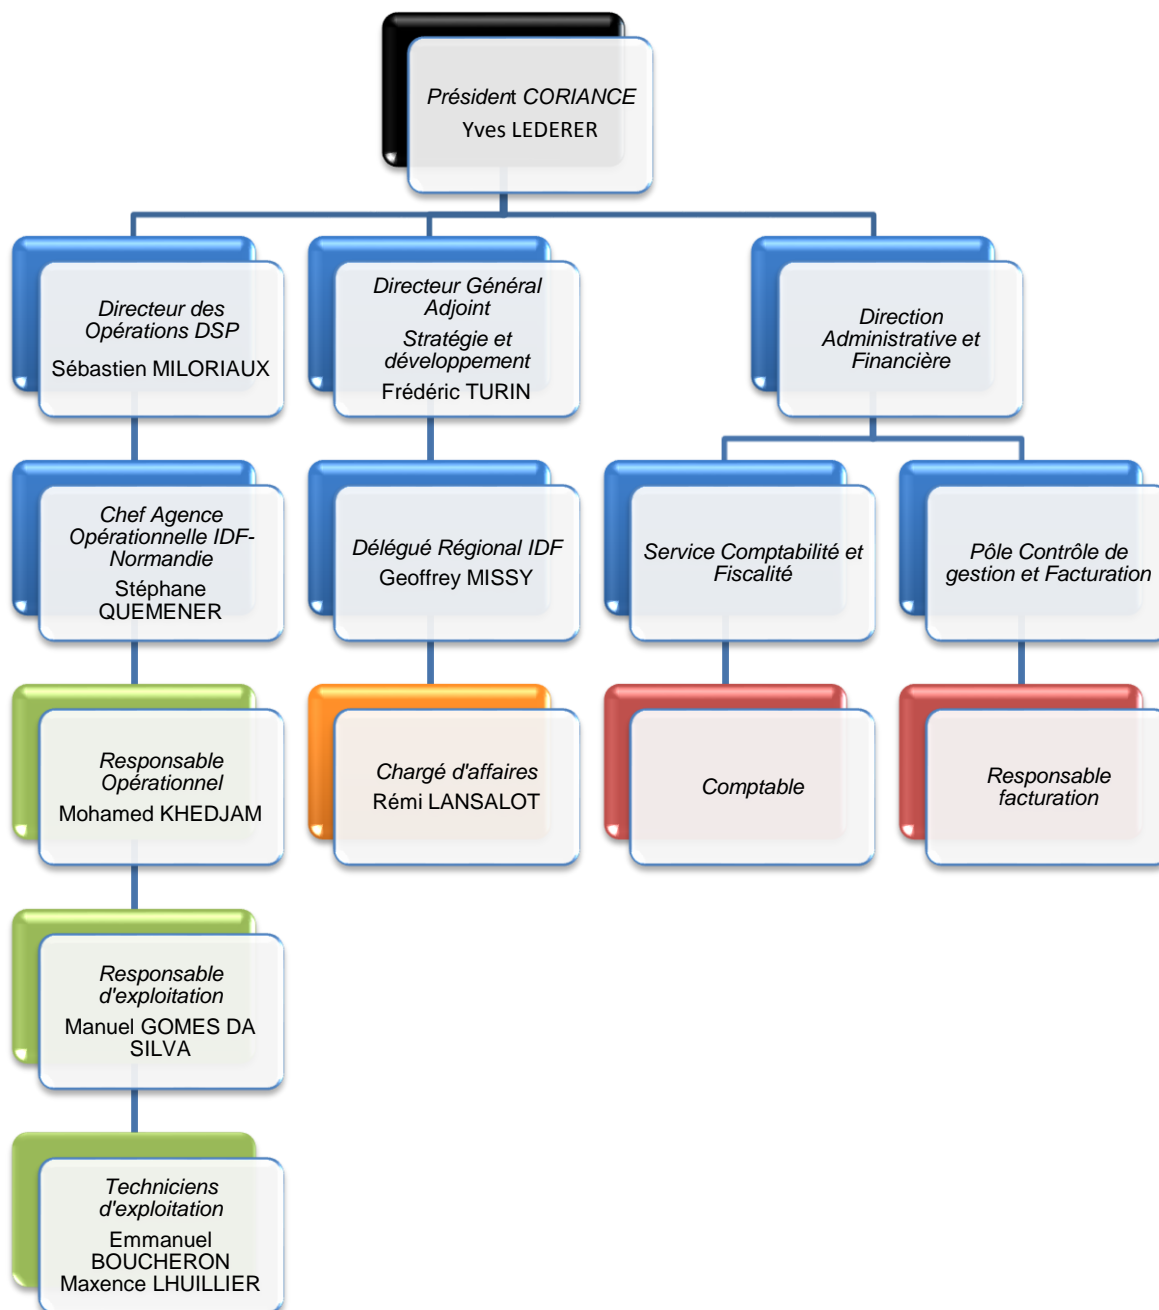 Président CORIANCE
Yves LEDERER
Directeur des
Opérations DSP
Sébastien MILORIAUX
Directeur Général
Adjoint
Stratégie et
développement
Frédéric TURIN
Direction
Administrative et
Financière
Chef Agence
Opérationnelle IDF-
Normandie
Stéphane
QUEMENER
Délégué Régional IDF
Geoffrey MISSY
Service Comptabilité et
Fiscalité
Pôle Contrôle de
gestion et Facturation
Responsable
Opérationnel
Mohamed KHEDJAM
Chargé d'affaires
Rémi LANSALOT
Comptable
Responsable
facturation
Responsable
d'exploitation
Manuel GOMES DA
SILVA
Techniciens
d'exploitation
Emmanuel
BOUCHERON
Maxence LHUILLIER